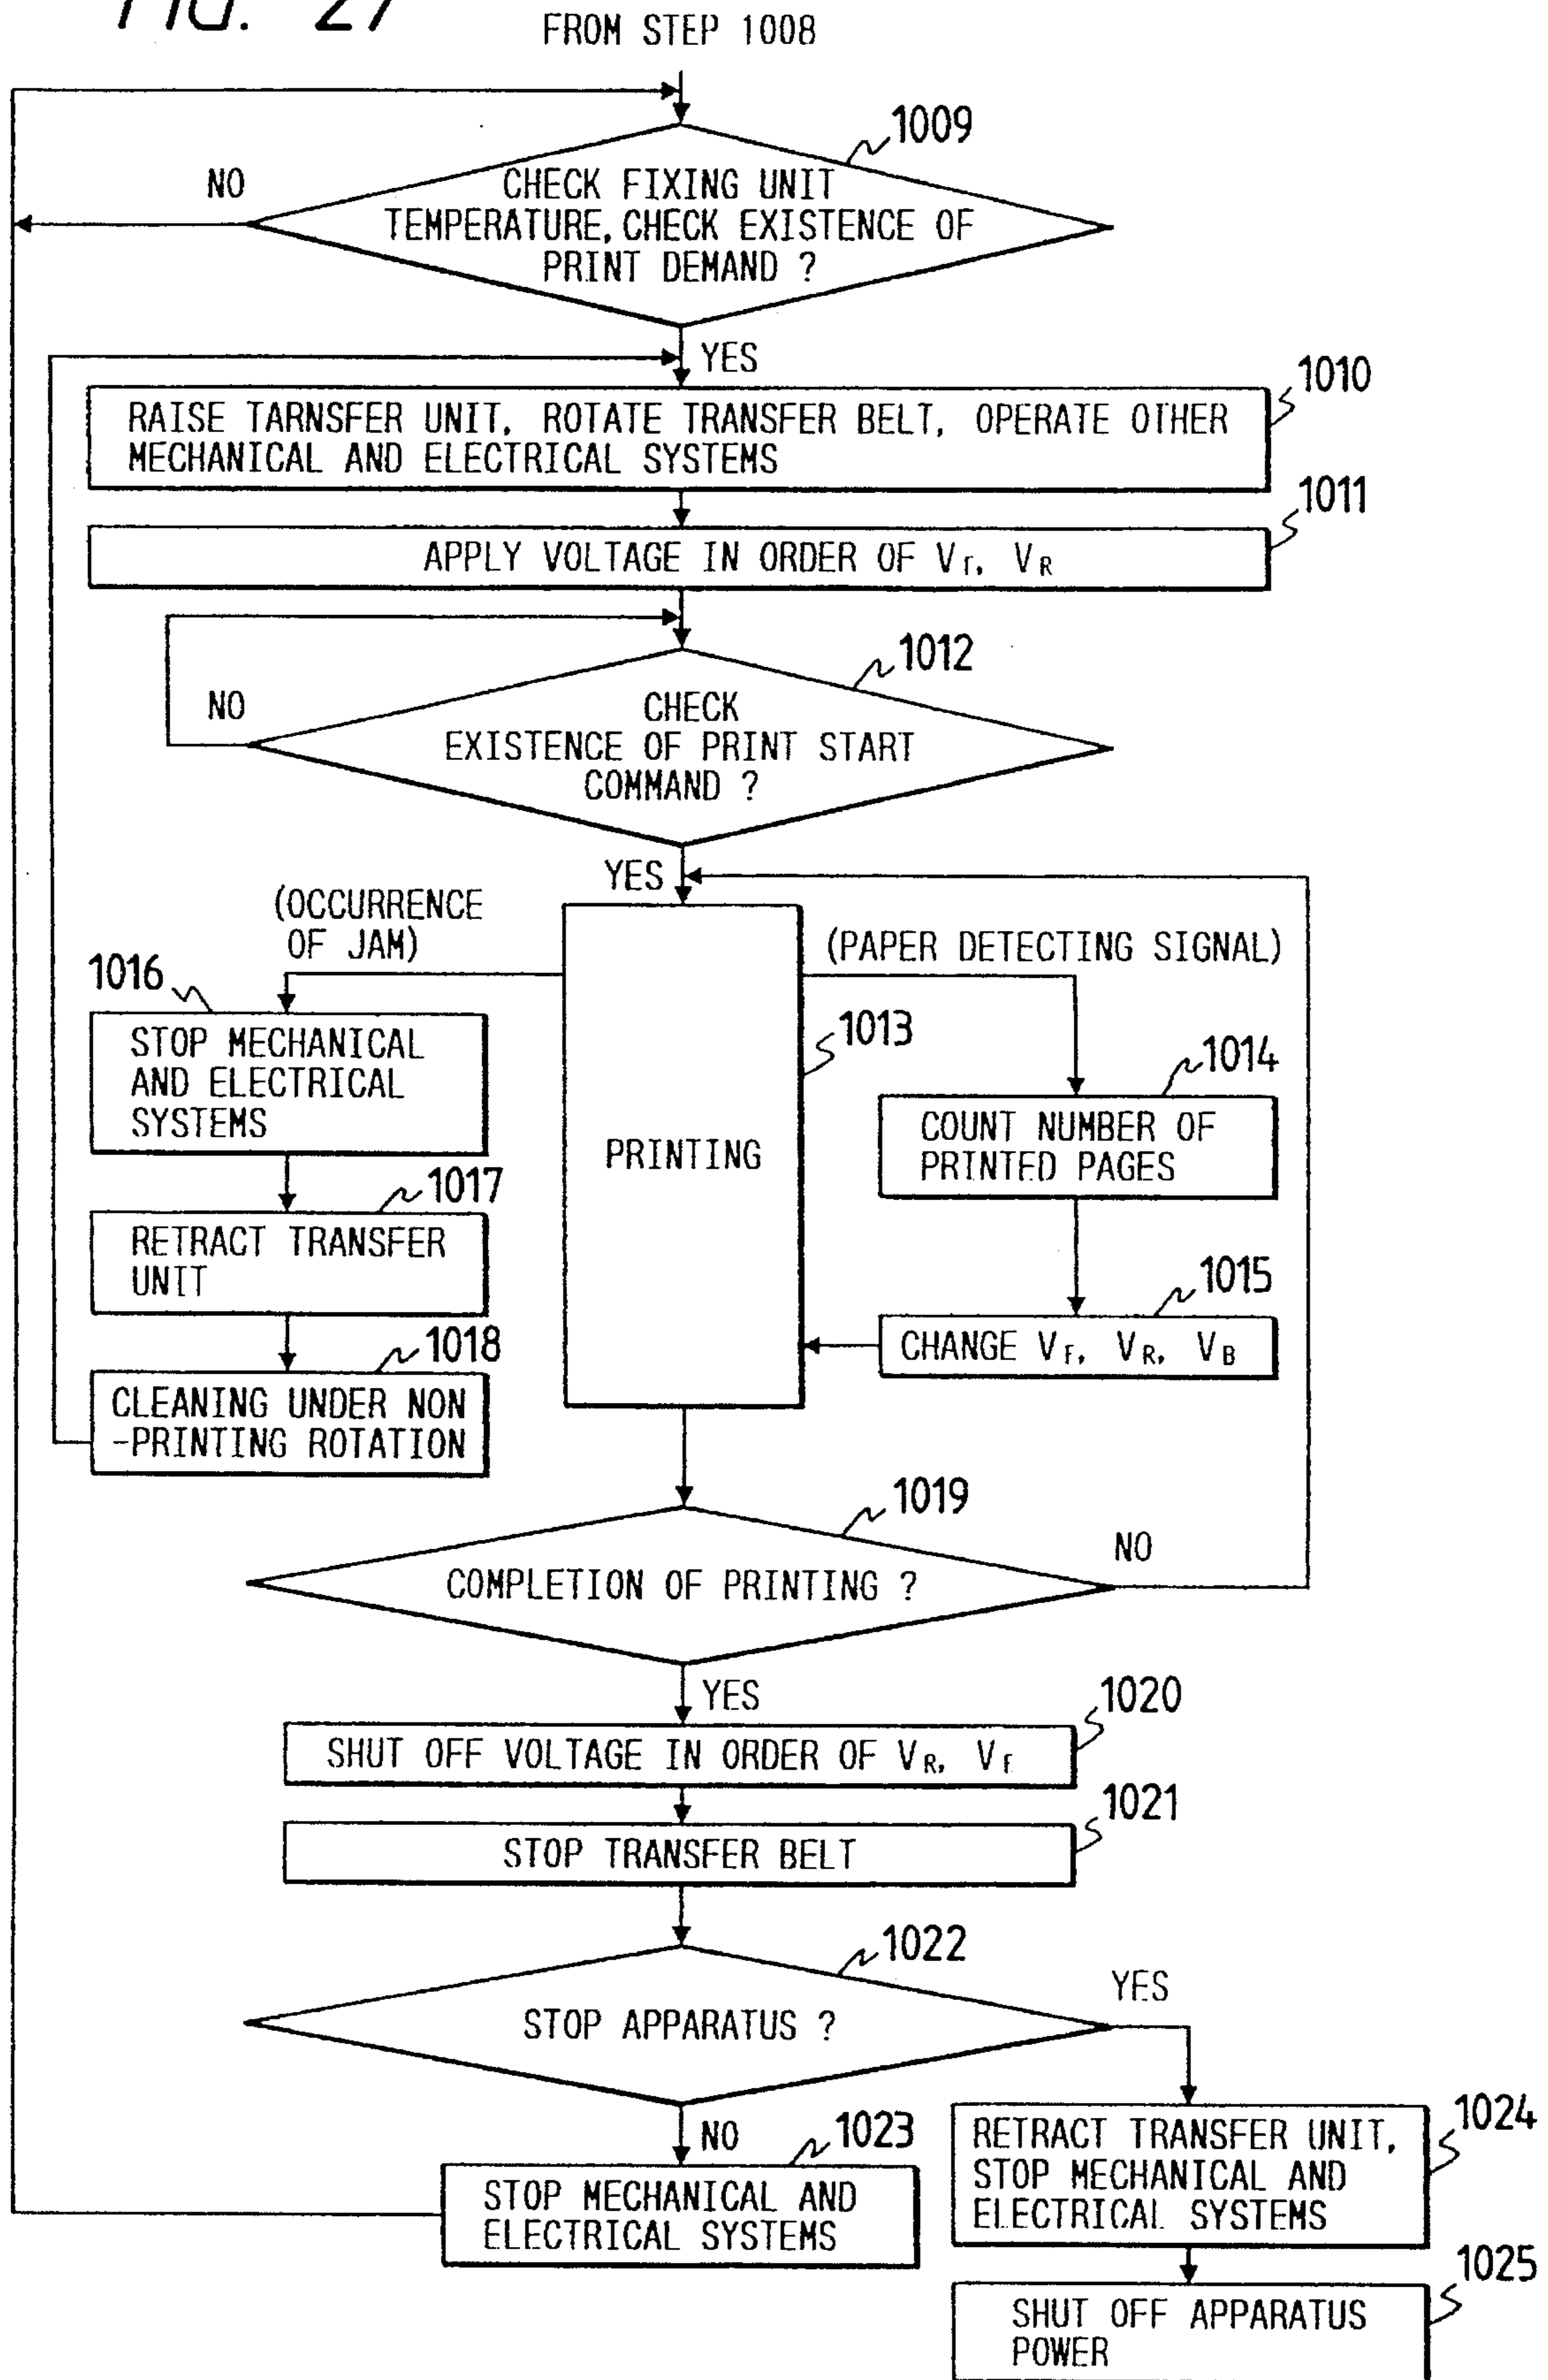 FIG. 27
FROM STEP 1008
1009
NO
CHECK FIXING UNIT
TEMPERATURE, CHECK EXISTENCE OF
PRINT DEMAND ?
YES
1010
RAISE TARNSFER UNIT, ROTATE TRANSFER BELT, OPERATE OTHER
MECHANICAL AND ELECTRICAL SYSTEMS
1011
APPLY VOLTAGE IN ORDER OF VF, VR
1012
NO
CHECK
EXISTENCE OF PRINT START
COMMAND ?
YES
(OCCURRENCE
OF JAM)
(PAPER DETECTING SIGNAL)
1016
STOP MECHANICAL
AND ELECTRICAL
SYSTEMS
1013
PRINTING
1014
COUNT NUMBER OF
PRINTED PAGES
1017
RETRACT TRANSFER
UNIT
1015
CHANGE VF, VR, VB
1018
CLEANING UNDER NON
-PRINTING ROTATION
1019
NO
COMPLETION OF PRINTING ?
YES
1020
SHUT OFF VOLTAGE IN ORDER OF VR, VF
1021
STOP TRANSFER BELT
1022
YES
STOP APPARATUS ?
NO
1023
STOP MECHANICAL AND
ELECTRICAL SYSTEMS
1024
RETRACT TRANSFER UNIT,
STOP MECHANICAL AND
ELECTRICAL SYSTEMS
1025
SHUT OFF APPARATUS
POWER